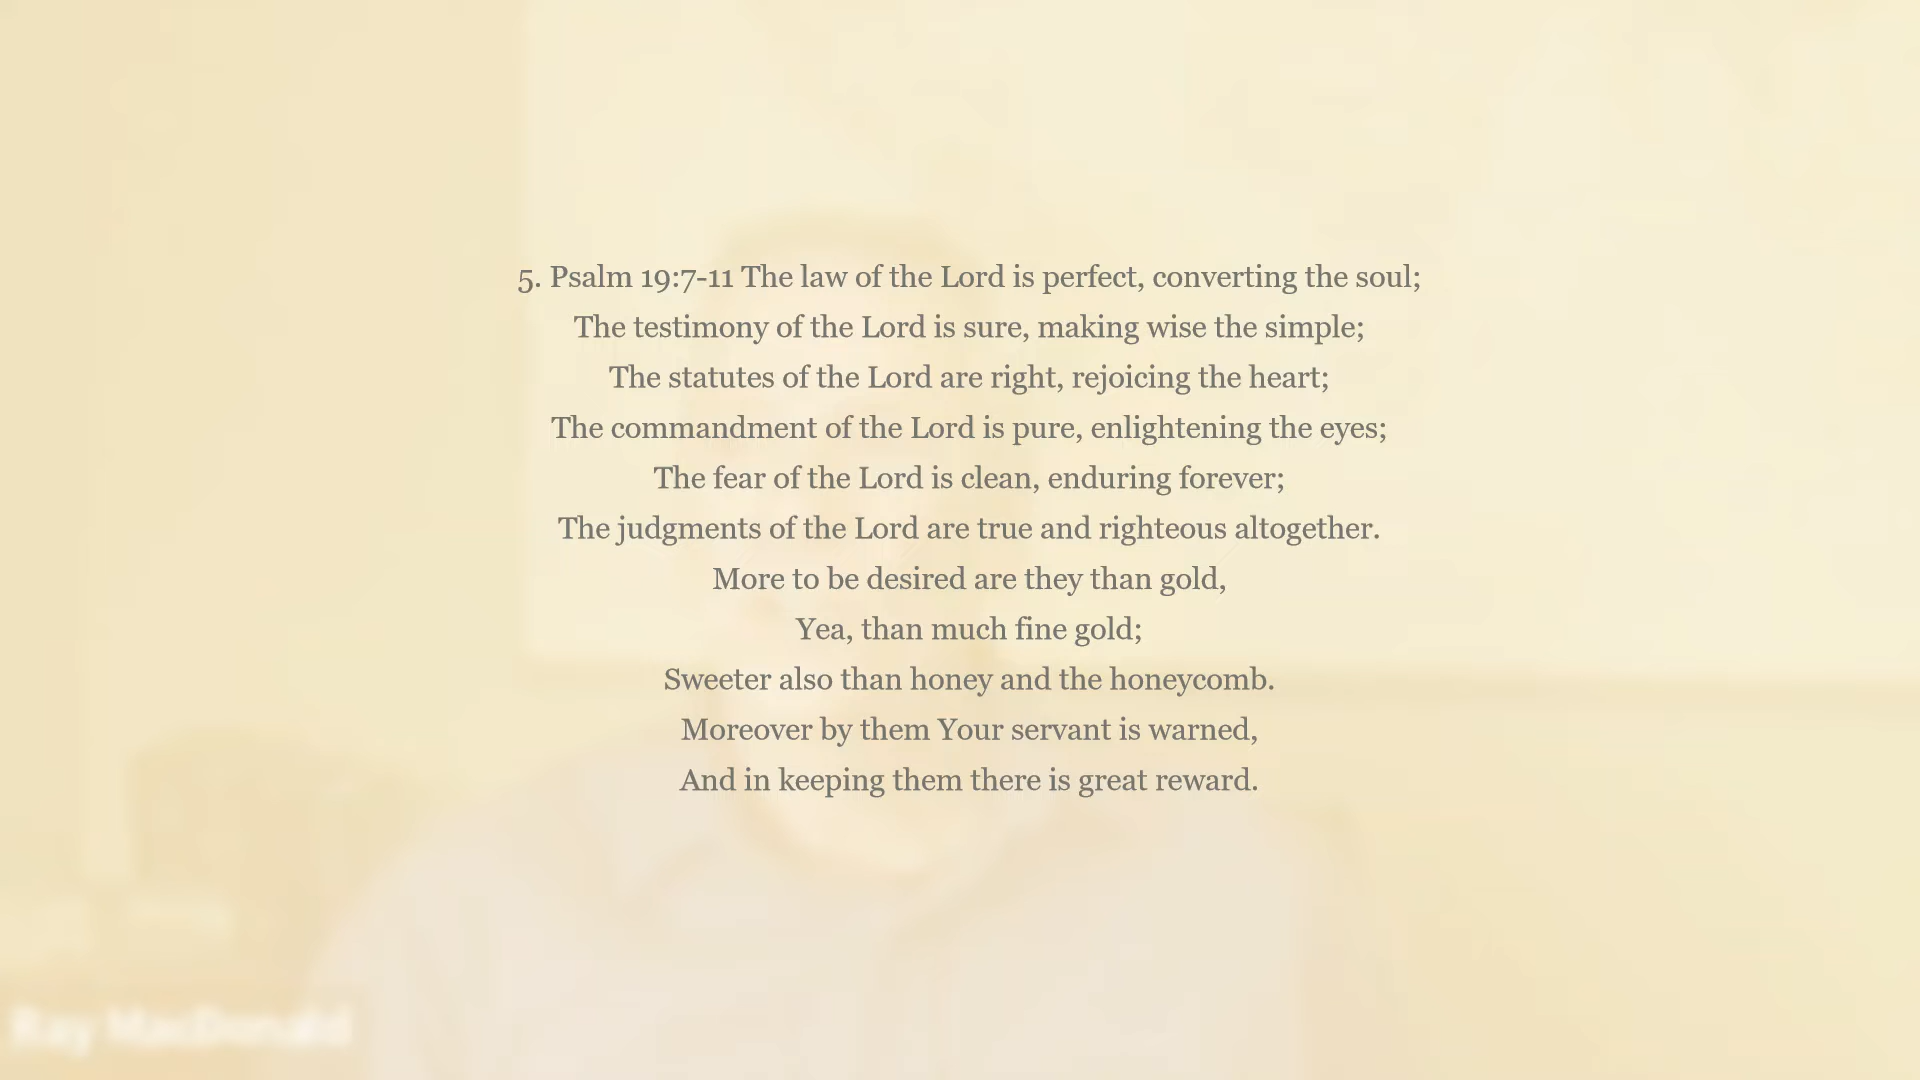 5. Psalm 19:7-11 The law of the Lord is perfect, converting the soul;
The testimony of the Lord is sure, making wise the simple;
The statutes of the Lord are right, rejoicing the heart;
The commandment of the Lord is pure, enlightening the eyes;
The fear of the Lord is clean, enduring forever;
The judgments of the Lord are true and righteous altogether.
More to be desired are they than gold,
Yea, than much fine gold;
Sweeter also than honey and the honeycomb.
Moreover by them Your servant is warned,
And in keeping them there is great reward.
Ray MacDonald